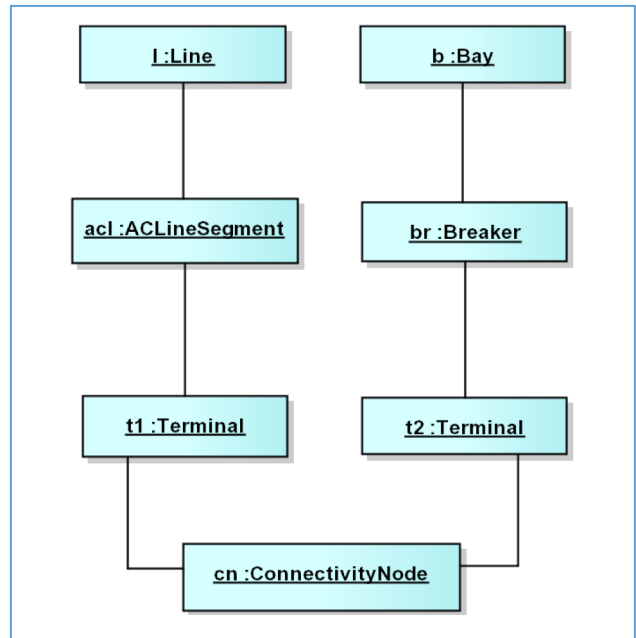 l :Line
b :Bay
acl :ACLineSegment
br :Breaker
t1 :Terminal
t2 :Terminal
cn :ConnectivityNode